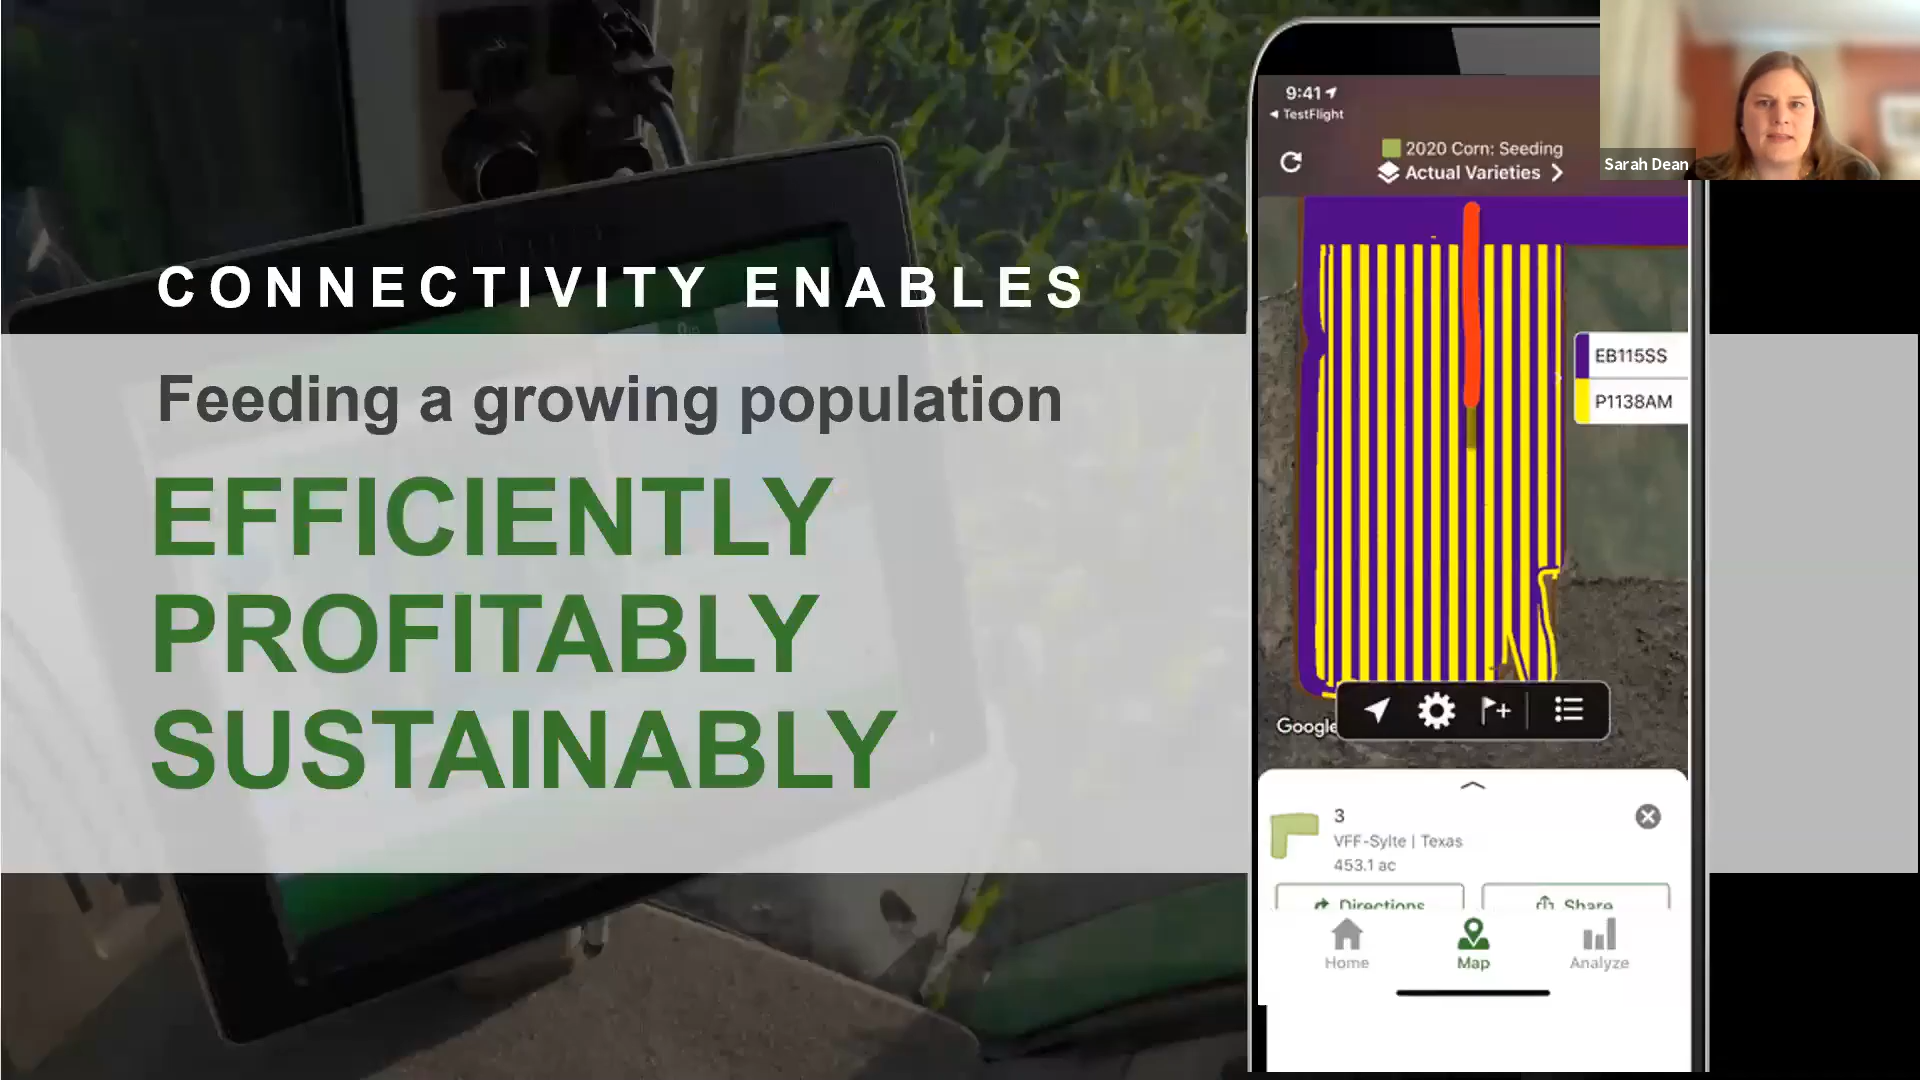 CONNECTIVITY ENABLES
Feeding a growing population
EFFICIENTLY
PROFITABLY
SUSTAINABLY
9:41
TestFlight
2020 Corn: Seeding
Actual Varieties
EB115SS
P1138AM
Google
3
VFF-Sylte | Texas
453.1 ac
Directions
Share
Home
Map
Analyze
Sarah Dean